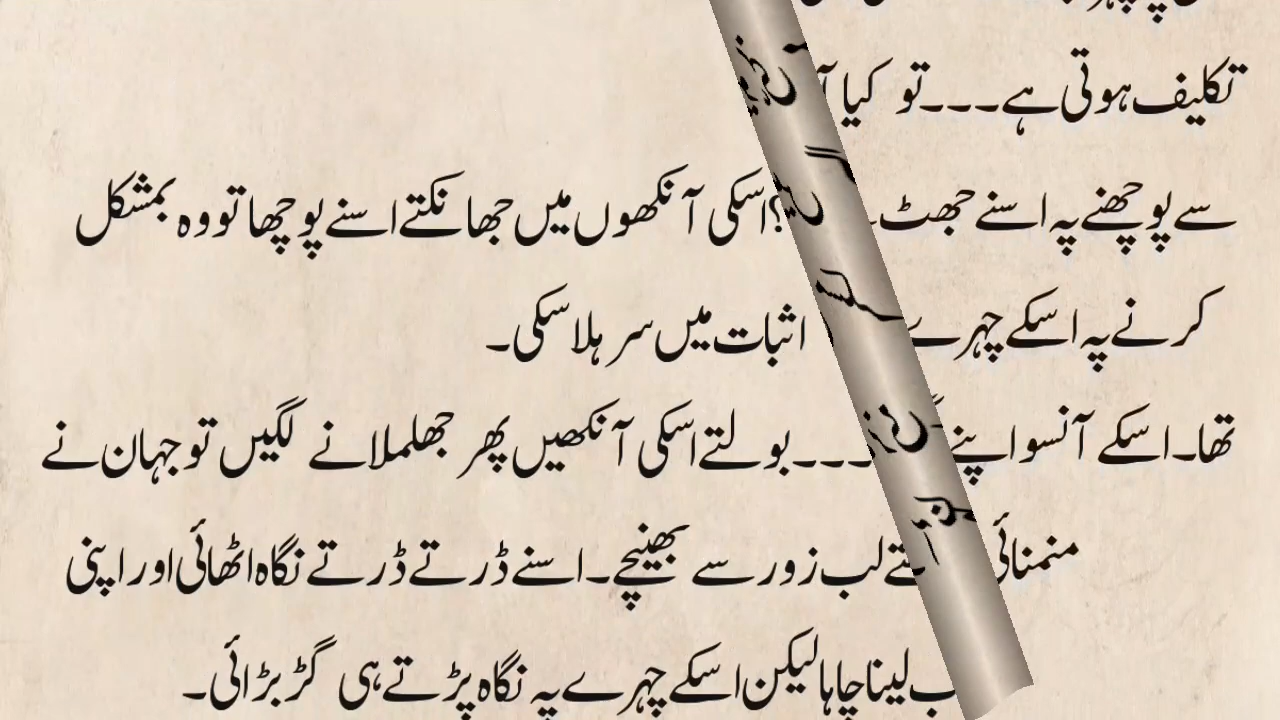 تکلیف ہوتی ہے۔۔۔تو کیا
سے پوچھنے پہ اسنے جھٹ ؟اسکی آنکھوں میں جھانکتے اسنے پوچھا تو وہ بمشکل
کرنے پہ اسکے چہرے اثبات میں سر ہلا سکی۔
تھا۔اسکے آنسو اپنے ۔۔۔بولتے اسکی آنکھیں پھر جھلملانے لگیں تو جہان نے
منمنائی لب زور سے بھینچے۔اسنے ڈرتے ڈرتے نگاہ اٹھائی اور اپنی
لینا چاہا لیکن اسکے چہرے پہ نگاہ پڑتے ہی گڑبڑائی۔